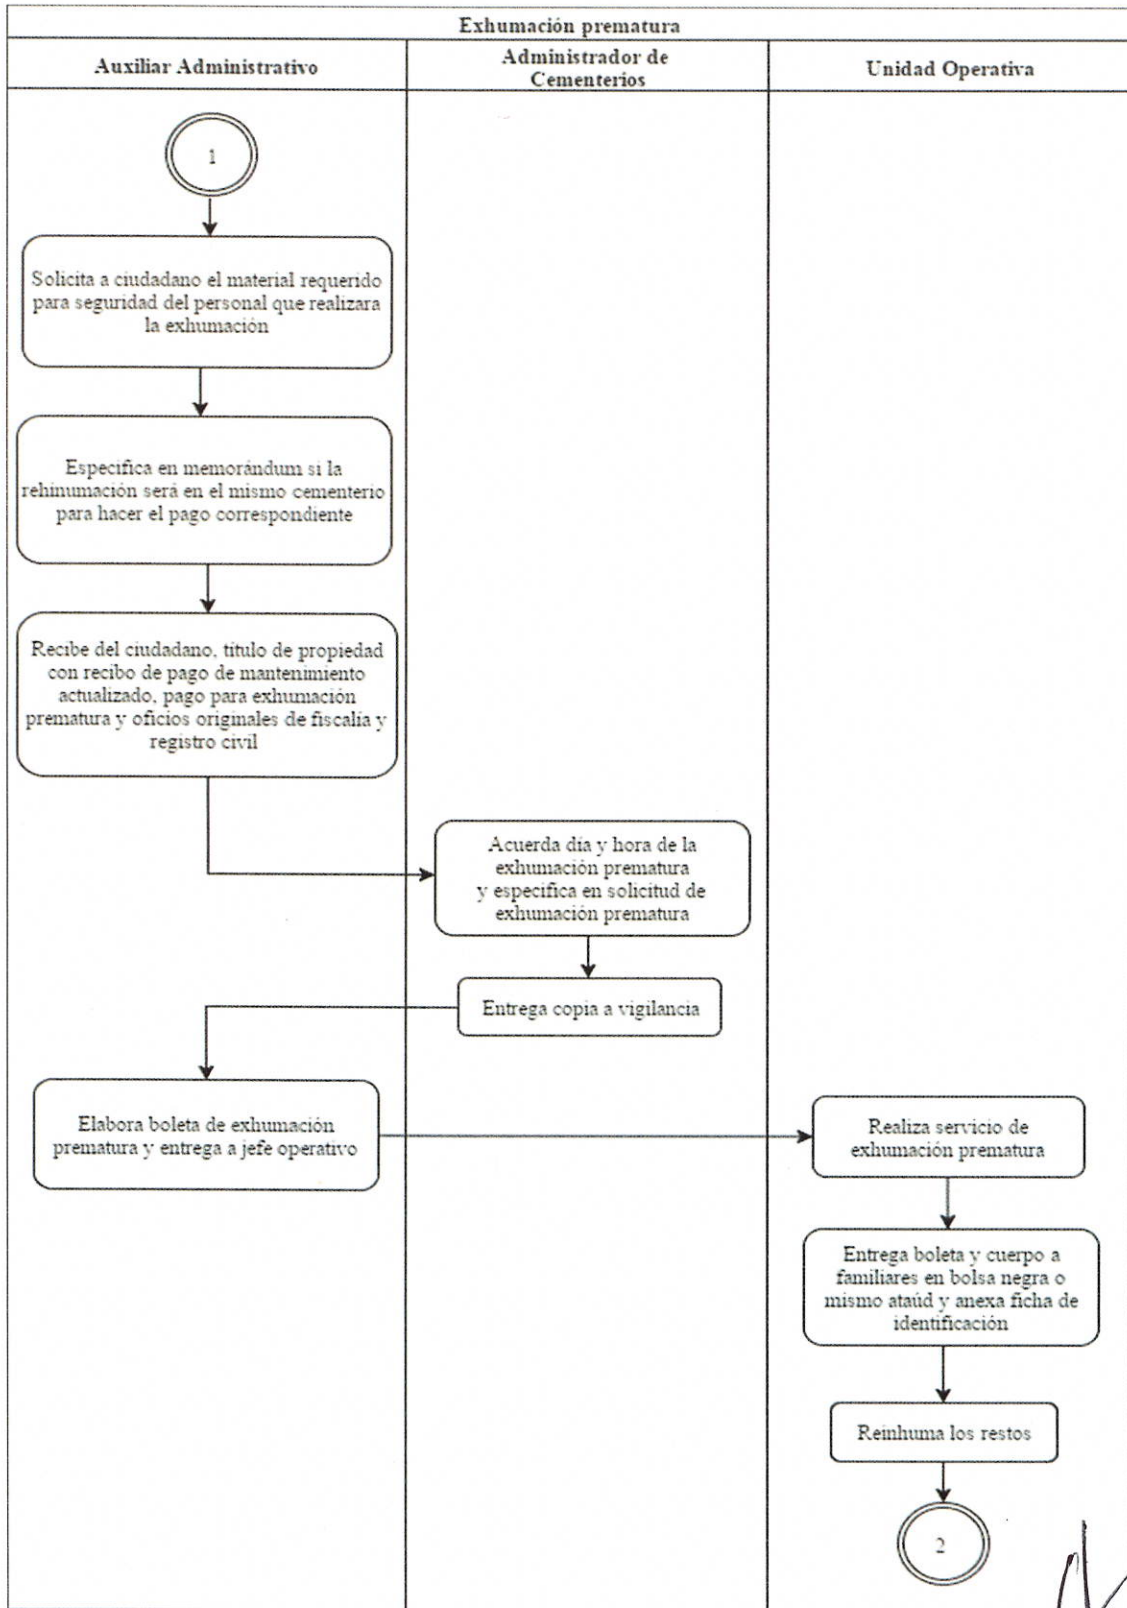 Exhumación prematura
Auxiliar Administrativo
Administrador de
Cementerios
Unidad Operativa
1
Solicita a ciudadano el material requerido
para seguridad del personal que realizara
la exhumación
Especifica en memorándum si la
rehinumación será en el mismo cementerio
para hacer el pago correspondiente
Recibe del ciudadano, título de propiedad
con recibo de pago de mantenimiento
actualizado, pago para exhumación
prematura y oficios originales de fiscalía y
registro civil
Acuerda día y hora de la
exhumación prematura
y especifica en solicitud de
exhumación prematura
Entrega copia a vigilancia
Elabora boleta de exhumación
prematura y entrega a jefe operativo
Realiza servicio de
exhumación prematura
Entrega boleta y cuerpo a
familiares en bolsa negra o
mismo ataúd y anexa ficha de
identificación
Reinhuma los restos
2